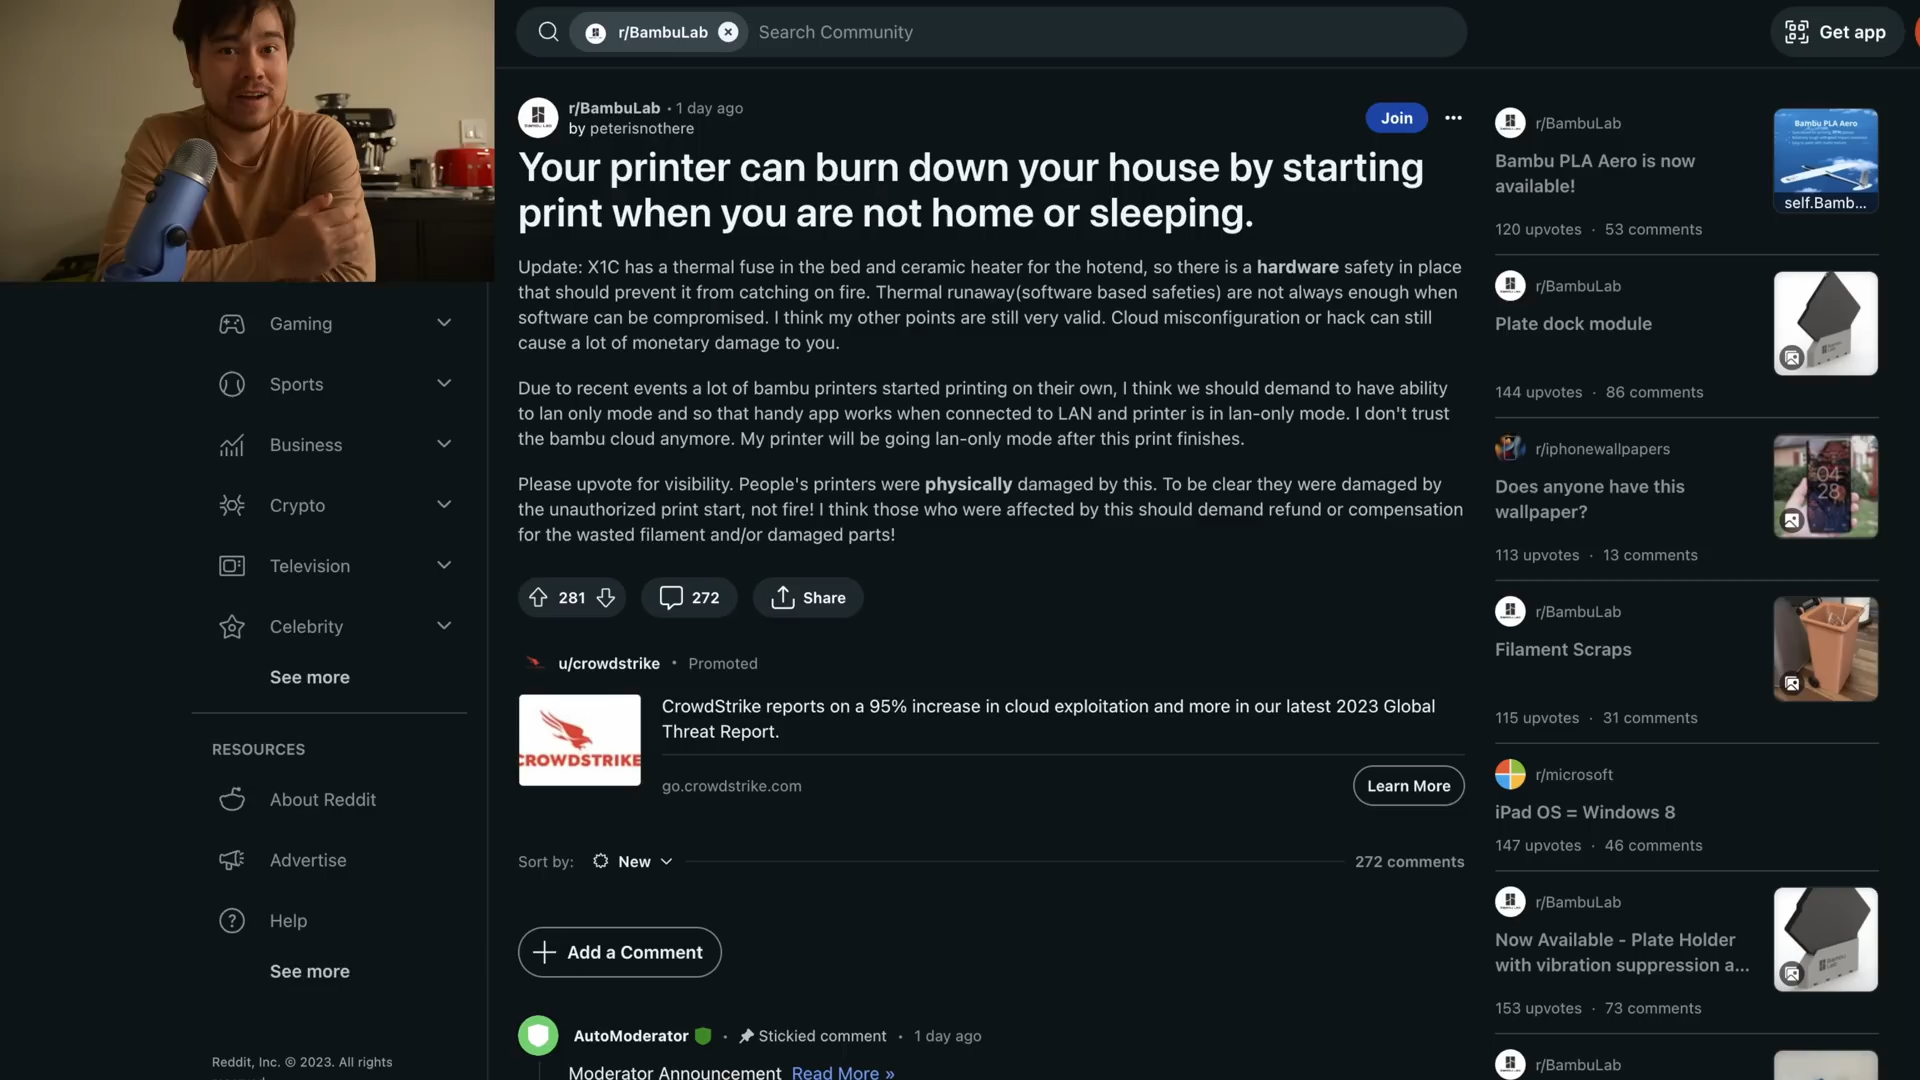 r/BambuLab
Search Community
Get app
r/BambuLab • 1 day ago
by peterisnothere
Join
Your printer can burn down your house by starting
print when you are not home or sleeping.
Update: X1C has a thermal fuse in the bed and ceramic heater for the hotend, so there is a hardware safety in place
that should prevent it from catching on fire. Thermal runaway(software based safeties) are not always enough when
software can be compromised. I think my other points are still very valid. Cloud misconfiguration or hack can still
cause a lot of monetary damage to you.
Due to recent events a lot of bambu printers started printing on their own, I think we should demand to have ability
to lan only mode and so that handy app works when connected to LAN and printer is in lan-only mode. I don't trust
the bambu cloud anymore. My printer will be going lan-only mode after this print finishes.
Please upvote for visibility. People's printers were physically damaged by this. To be clear they were damaged by
the unauthorized print start, not fire! I think those who were affected by this should demand refund or compensation
for the wasted filament and/or damaged parts!
281
272
Share
u/crowdstrike • Promoted
CROWDSTRIKE
CrowdStrike reports on a 95% increase in cloud exploitation and more in our latest 2023 Global
Threat Report.
go.crowdstrike.com
Learn More
Sort by: New
272 comments
Add a Comment
AutoModerator · Stickied comment · 1 day ago
Moderator Announcement Read More »
Gaming
Sports
Business
Crypto
Television
Celebrity
See more
RESOURCES
About Reddit
Advertise
Help
See more
Reddit, Inc. © 2023. All rights
r/BambuLab
Bambu PLA Aero is now
available!
Bambu PLA Aero
self.Bamb...
120 upvotes · 53 comments
r/BambuLab
Plate dock module
144 upvotes · 86 comments
r/iphonewallpapers
Does anyone have this
wallpaper?
04
28
113 upvotes · 13 comments
r/BambuLab
Filament Scraps
115 upvotes · 31 comments
r/microsoft
iPad OS = Windows 8
147 upvotes · 46 comments
r/BambuLab
Now Available - Plate Holder
with vibration suppression a...
153 upvotes · 73 comments
r/BambuLab